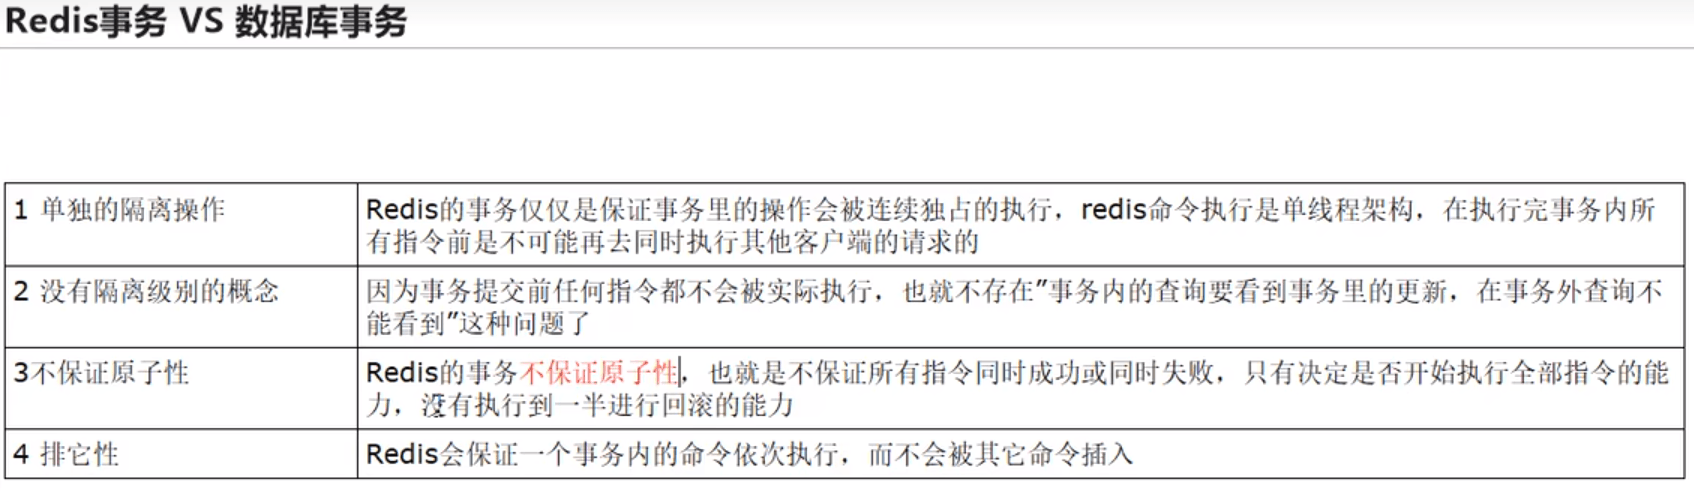 Redis事务 VS 数据库事务
1 单独的隔离操作
Redis的事务仅仅是保证事务里的操作会被连续独占的执行，redis命令执行是单线程架构，在执行完事务内所
有指令前是不可能再去同时执行其他客户端的请求的
2 没有隔离级别的概念
因为事务提交前任何指令都不会被实际执行，也就不存在"事务内的查询要看到事务里的更新，在事务外查询不
能看到"这种问题了
3不保证原子性
Redis的事务不保证原子性，也就是不保证所有指令同时成功或同时失败，只有决定是否开始执行全部指令的能
力，没有执行到一半进行回滚的能力
4 排它性
Redis会保证一个事务内的命令依次执行，而不会被其它命令插入